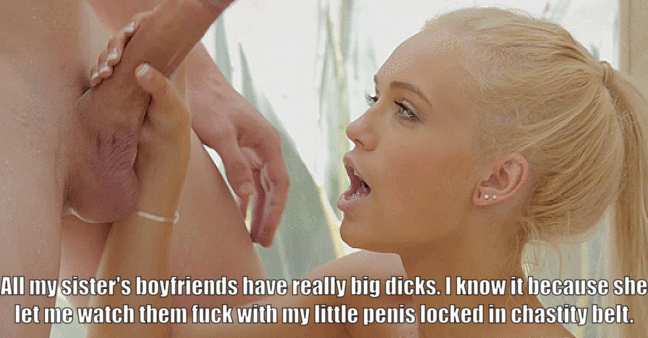 All my sister's boyfriends have really big dicks. I know it because she
let me watch them fuck with my little penis locked in chastity belt.